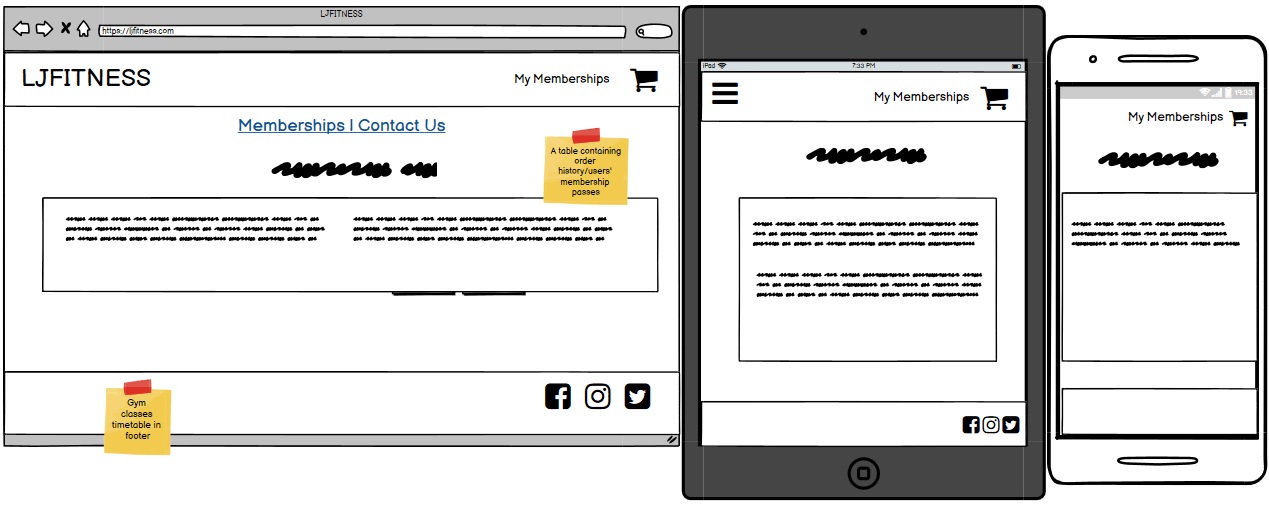 LJFITNESS
https://ljfitness.com
LJFITNESS
My Memberships
Memberships | Contact Us
A table containing
order
history/users'
membership
passes
Gym
classes
timetable in
footer
iPad
7:33 PM
My Memberships
19:33
My Memberships